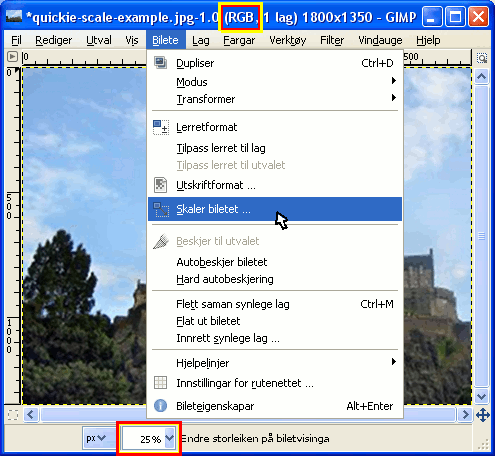 *quickie-scale-example.jpg-1.0 (RGB, 1 lag) 1800x1350 – GIMP
Fil Rediger Utval Vis Bilete Lag Fargar Verktøy Filter Vindauge Hjelp
0 500
Dupliser Ctrl+D
Modus
Transformer
Lerretformat
Tilpass lerret til lag
Tilpass lerret til utvalet
Utskriftformat ...
Skaler biletet ...
500
Beskjer til utvalet
Autobeskjer biletet
Hard autobeskjering
Flett saman synlege lag Ctrl+M
Flat ut biletet
1000
Innrett synlege lag ...
Hjelpelinjer
Innstillingar for rutenettet ...
Bileteigenskapar Alt+Enter
px 25% Endre storleiken på biletvisinga